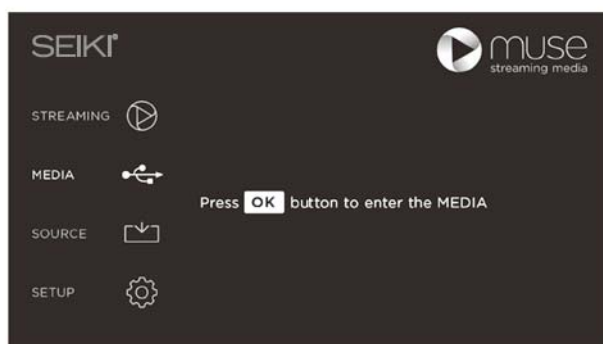 SEIKI®
muse
streaming media
STREAMING
MEDIA
Press OK button to enter the MEDIA
SOURCE
SETUP